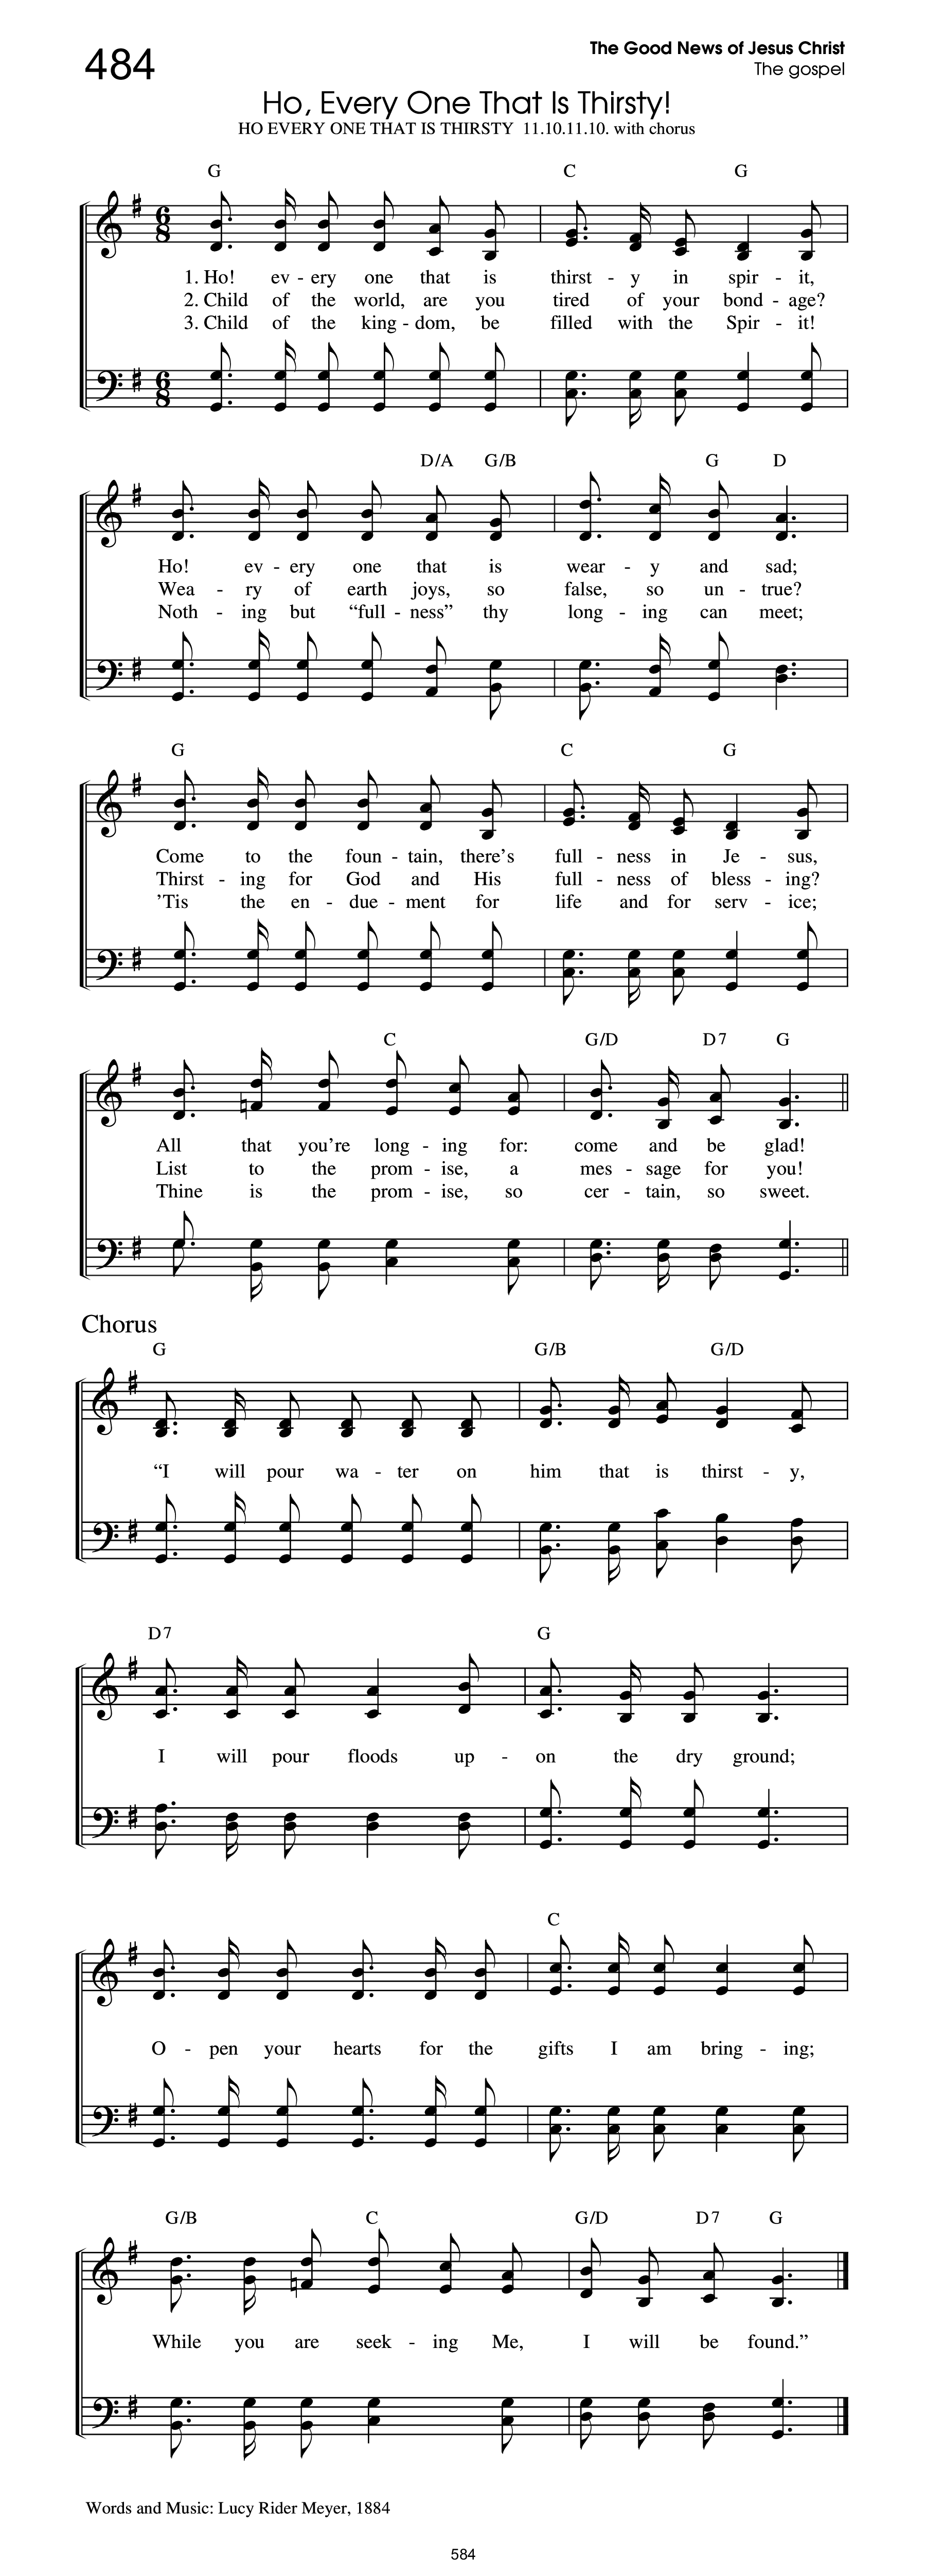 484
The Good News of Jesus Christ
The gospel
Ho, Every One That Is Thirsty!
HO EVERY ONE THAT IS THIRSTY 11.10.11.10. with chorus
G C G
6 8
1. Ho! ev - ery one that is thirst - y in spir - it,
2. Child of the world, are you tired of your bond - age?
3. Child of the king - dom, be filled with the Spir - it!
6 8
D/A G/B G D
Ho! ev - ery one that is wear - y and sad;
Wea - ry of earth joys, so false, so un - true?
Noth - ing but “full - ness” thy long - ing can meet;
G C G
Come to the foun - tain, there’s full - ness in Je - sus,
Thirst - ing for God and His full - ness of bless - ing?
’Tis the en - due - ment for life and for serv - ice;
C G/D D7 G
All that you’re long - ing for: come and be glad!
List to the prom - ise, a mes - sage for you!
Thine is the prom - ise, so cer - tain, so sweet.
Chorus
G G/B G/D
“I will pour wa - ter on him that is thirst - y,
D7 G
I will pour floods up - on the dry ground;
C
O - pen your hearts for the gifts I am bring - ing;
G/B C G/D D7 G
While you are seek - ing Me, I will be found.”
Words and Music: Lucy Rider Meyer, 1884
584